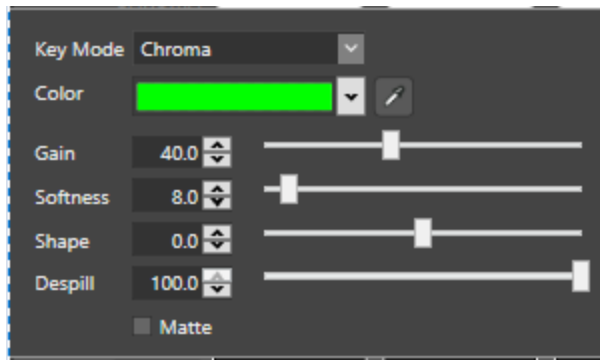 Key Mode Chroma
Color
Gain 40.0
Softness 8.0
Shape 0.0
Despill 100.0
Matte